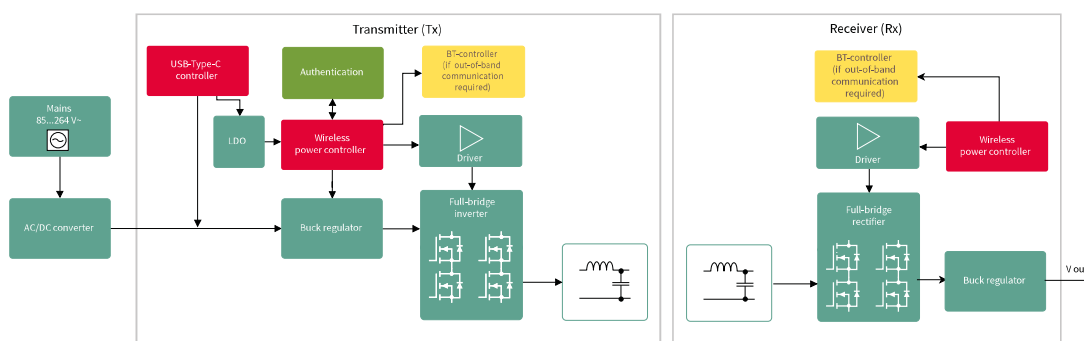 Transmitter (Tx)
Receiver (Rx)
USB-Type-C
controller
Authentication
BT-controller
(if out-of-band
communication
required)
BT-controller
(if out-of-band
communication
required)
Mains
85...264 V~
LDO
Wireless
power controller
Driver
Driver
Wireless
power controller
AC/DC converter
Buck regulator
Full-bridge
inverter
Full-bridge
rectifier
Buck regulator
V ou